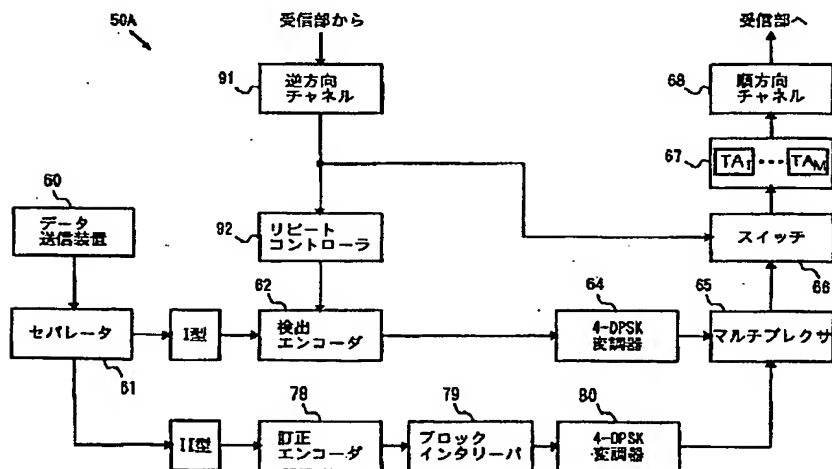 50A
受信部から
受信部へ
91
逆方向
チャネル
68
順方向
チャネル
67
TA1 ・・・ TAM
60
データ
送信装置
92
リピート
コントローラ
スイッチ
66
62
64
65
セパレータ
61
I型
検出
エンコーダ
4-DPSK
変調器
マルチプレクサ
78
79
80
II型
訂正
エンコーダ
ブロック
インタリーバ
4-DPSK
変調器